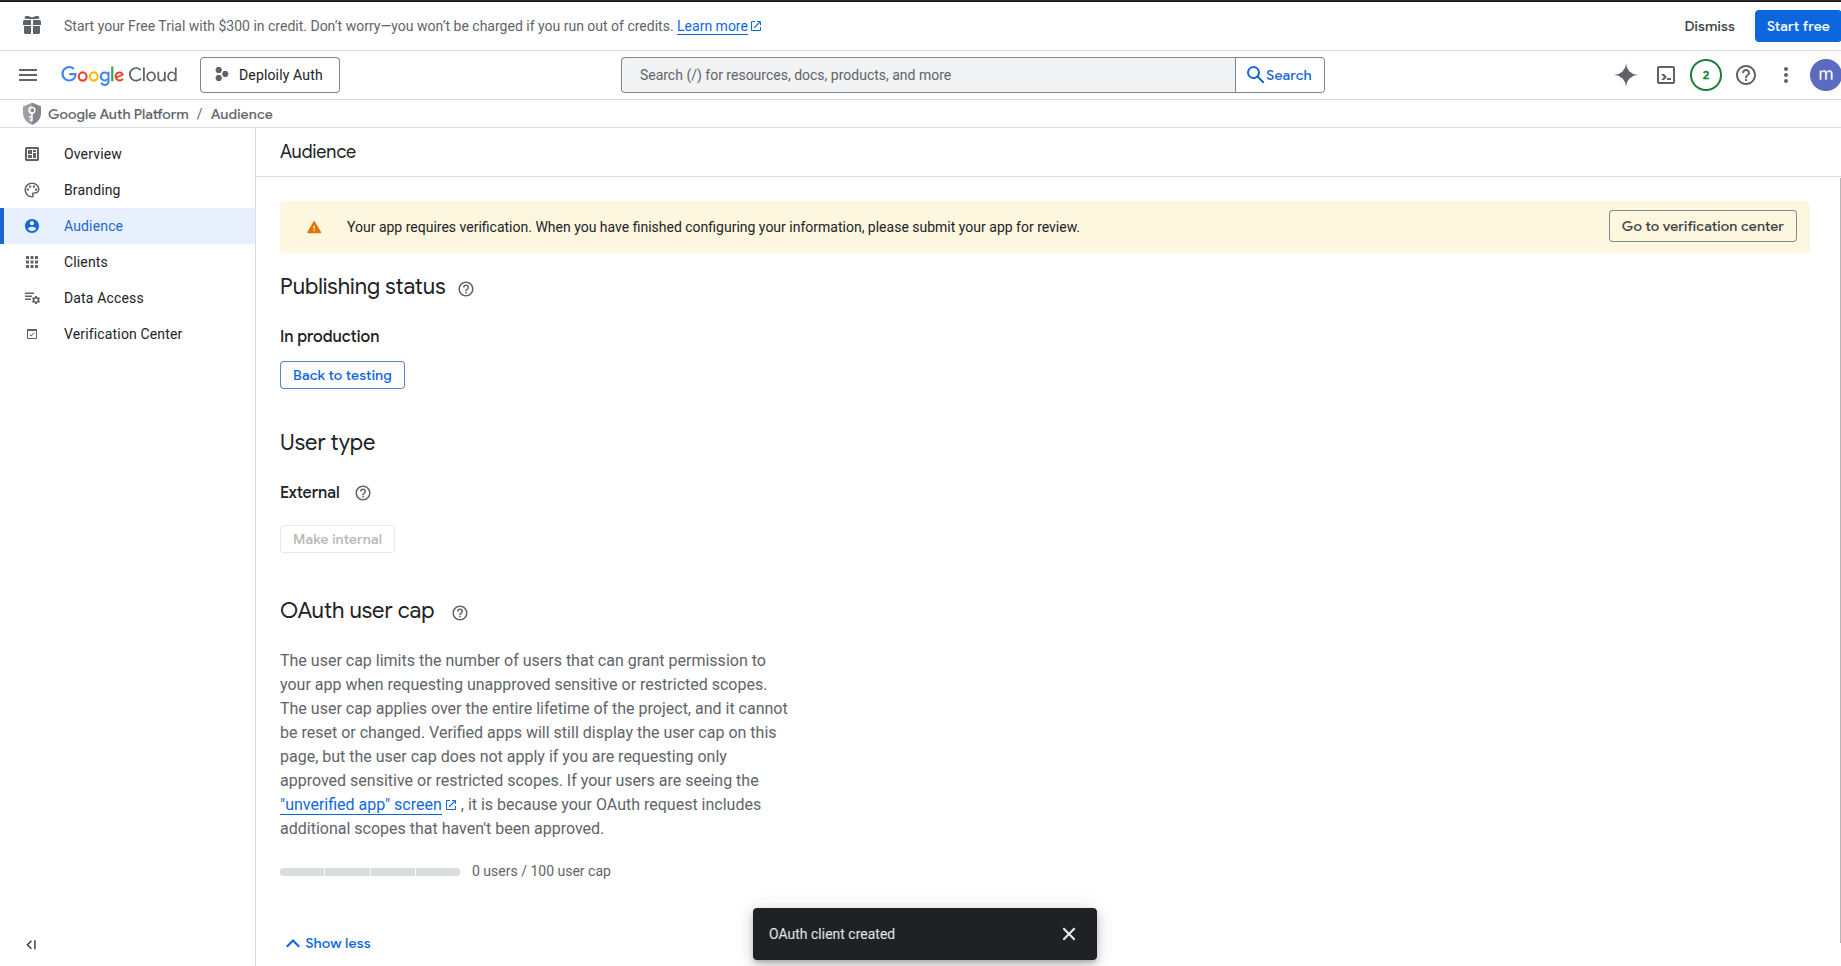 Start your Free Trial with $300 in credit. Don't worry—you won't be charged if you run out of credits. Learn more
Dismiss
Start free
Google Cloud
Deploily Auth
Search (/) for resources, docs, products, and more
Search
2
m
Google Auth Platform / Audience
Overview
Branding
Audience
Clients
Data Access
Verification Center
Audience
Your app requires verification. When you have finished configuring your information, please submit your app for review.
Go to verification center
Publishing status
In production
Back to testing
User type
External
Make internal
OAuth user cap
The user cap limits the number of users that can grant permission to
your app when requesting unapproved sensitive or restricted scopes.
The user cap applies over the entire lifetime of the project, and it cannot
be reset or changed. Verified apps will still display the user cap on this
page, but the user cap does not apply if you are requesting only
approved sensitive or restricted scopes. If your users are seeing the
"unverified app" screen , it is because your OAuth request includes
additional scopes that haven't been approved.
0 users / 100 user cap
Show less
OAuth client created